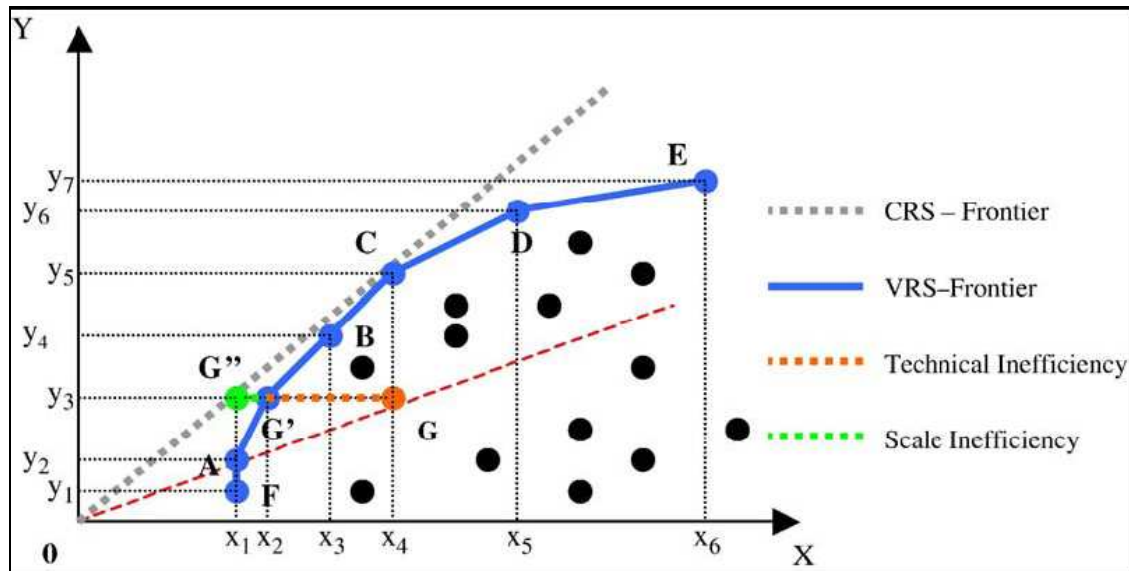 Y
E
y₇
y₆
C
D
CRS – Frontier
y₅
VRS–Frontier
y₄
B
G’’
Technical Inefficiency
y₃
G’
G
Scale Inefficiency
y₂
A
y₁
F
x₁ x₂ x₃ x₄ x₅ x₆
0
X